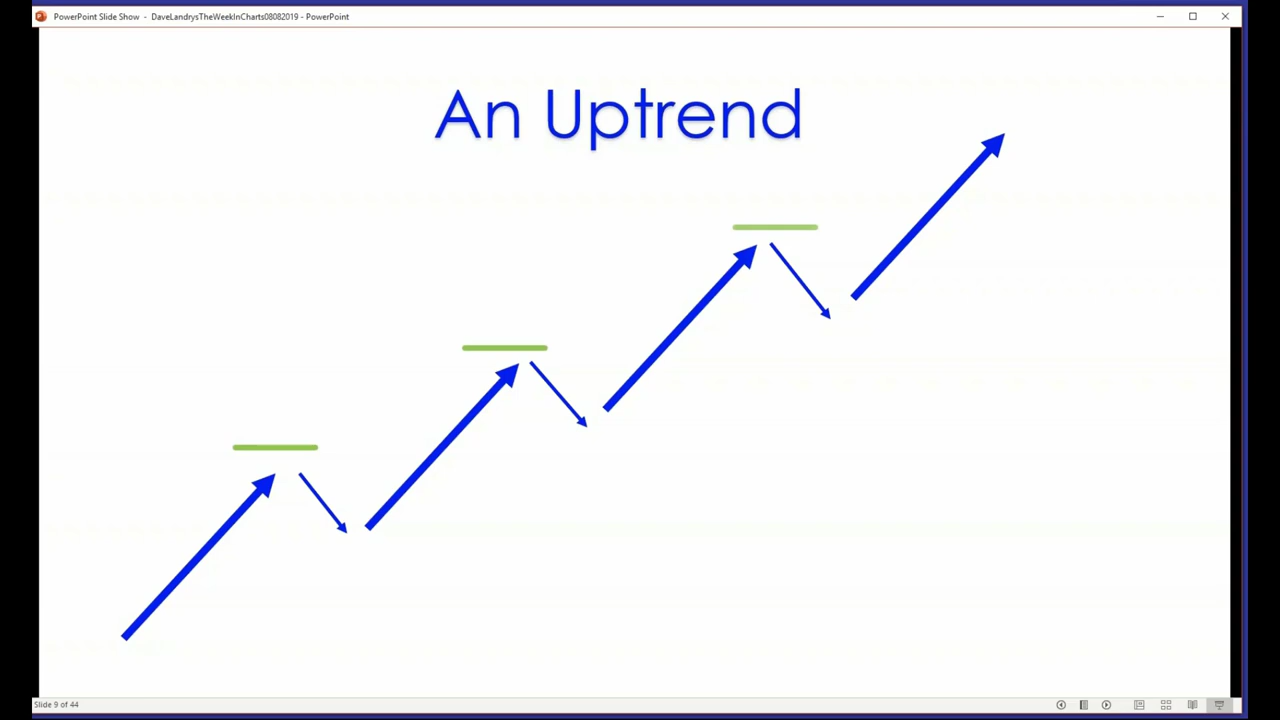 PowerPoint Slide Show - DaveLandrysTheWeekInCharts08082019 - PowerPoint
An Uptrend
Slide 9 of 44